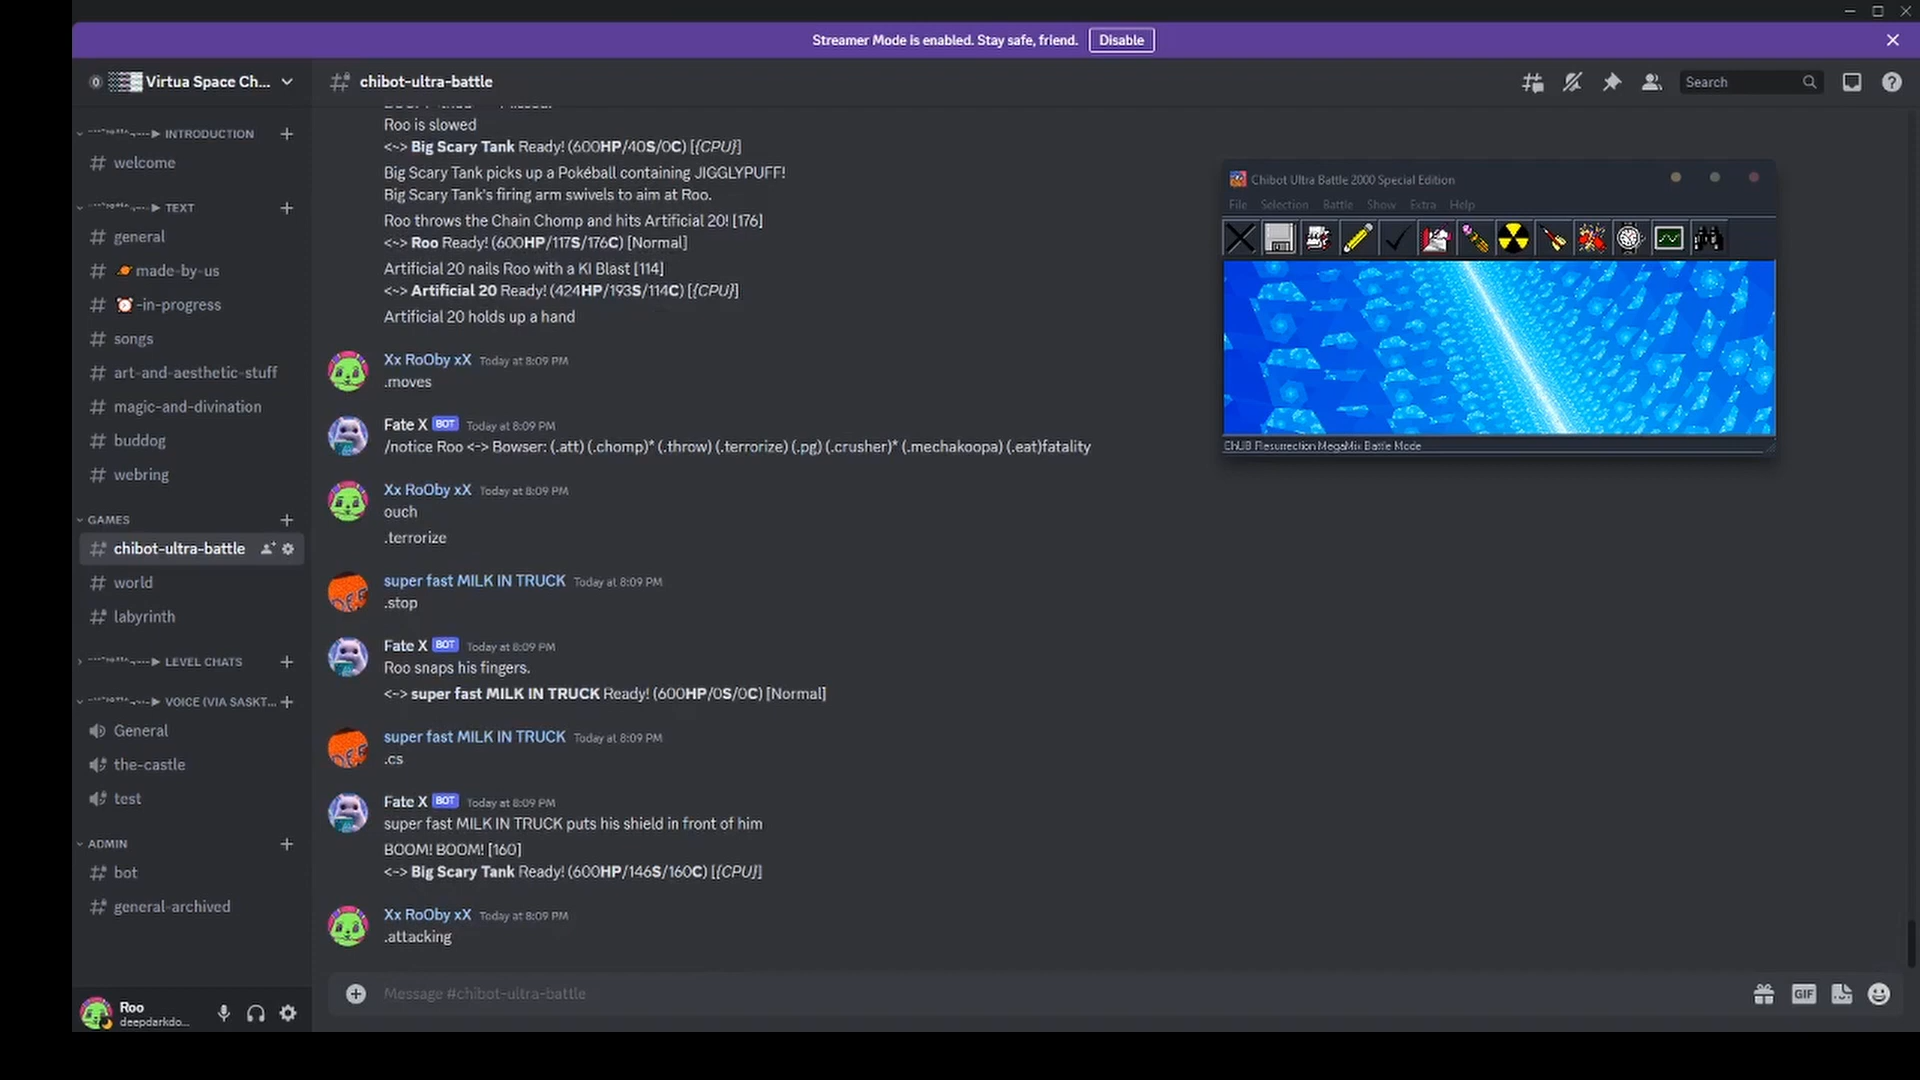 Streamer Mode is enabled. Stay safe, friend.
Disable
Virtua Space Ch...
chibot-ultra-battle
Search
INTRODUCTION
welcome
TEXT
general
made-by-us
-in-progress
songs
art-and-aesthetic-stuff
magic-and-divination
buddog
webring
GAMES
chibot-ultra-battle
world
labyrinth
LEVEL CHATS
VOICE (VIA SASKT...
General
the-castle
test
ADMIN
bot
general-archived
Roo
deepdarkdo...
Roo is slowed
<-> Big Scary Tank Ready! (600HP/40S/0C) [{CPU}]
Big Scary Tank picks up a Pokéball containing JIGGLYPUFF!
Big Scary Tank's firing arm swivels to aim at Roo.
Roo throws the Chain Chomp and hits Artificial 20! [176]
<-> Roo Ready! (600HP/117S/176C) [Normal]
Artificial 20 nails Roo with a KI Blast [114]
<-> Artificial 20 Ready! (424HP/193S/114C) [{CPU}]
Artificial 20 holds up a hand
Xx RoOby xX Today at 8:09 PM
.moves
Fate X BOT Today at 8:09 PM
/notice Roo <-> Bowser: (.att) (.chomp)* (.throw) (.terrorize) (.pg) (.crusher)* (.mechakoopa) (.eat)fatality
Xx RoOby xX Today at 8:09 PM
ouch
.terrorize
super fast MILK IN TRUCK Today at 8:09 PM
.stop
Fate X BOT Today at 8:09 PM
Roo snaps his fingers.
<-> super fast MILK IN TRUCK Ready! (600HP/0S/0C) [Normal]
super fast MILK IN TRUCK Today at 8:09 PM
.cs
Fate X BOT Today at 8:09 PM
super fast MILK IN TRUCK puts his shield in front of him
BOOM! BOOM! [160]
<-> Big Scary Tank Ready! (600HP/146S/160C) [{CPU}]
Xx RoOby xX Today at 8:09 PM
.attacking
Message #chibot-ultra-battle
GIF
Chibot Ultra Battle 2000 Special Edition
File Selection Battle Show Extra Help
ChUB Resurrection MegaMix Battle Mode